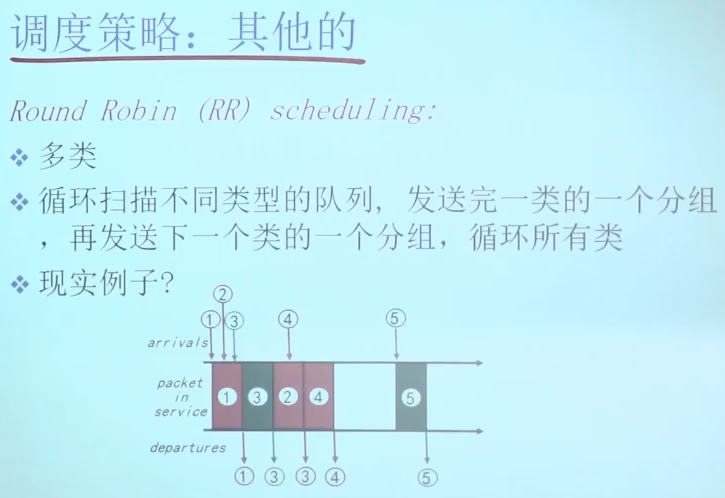 调度策略：其他的
Round Robin (RR) scheduling:
❖ 多类
❖ 循环扫描不同类型的队列, 发送完一类的一个分组
，再发送下一个类的一个分组，循环所有类
❖ 现实例子?
②
① ③ ④ ⑤
arrivals
packet
in
service
① ③ ② ④ ⑤
departures
① ③ ③ ④ ⑤